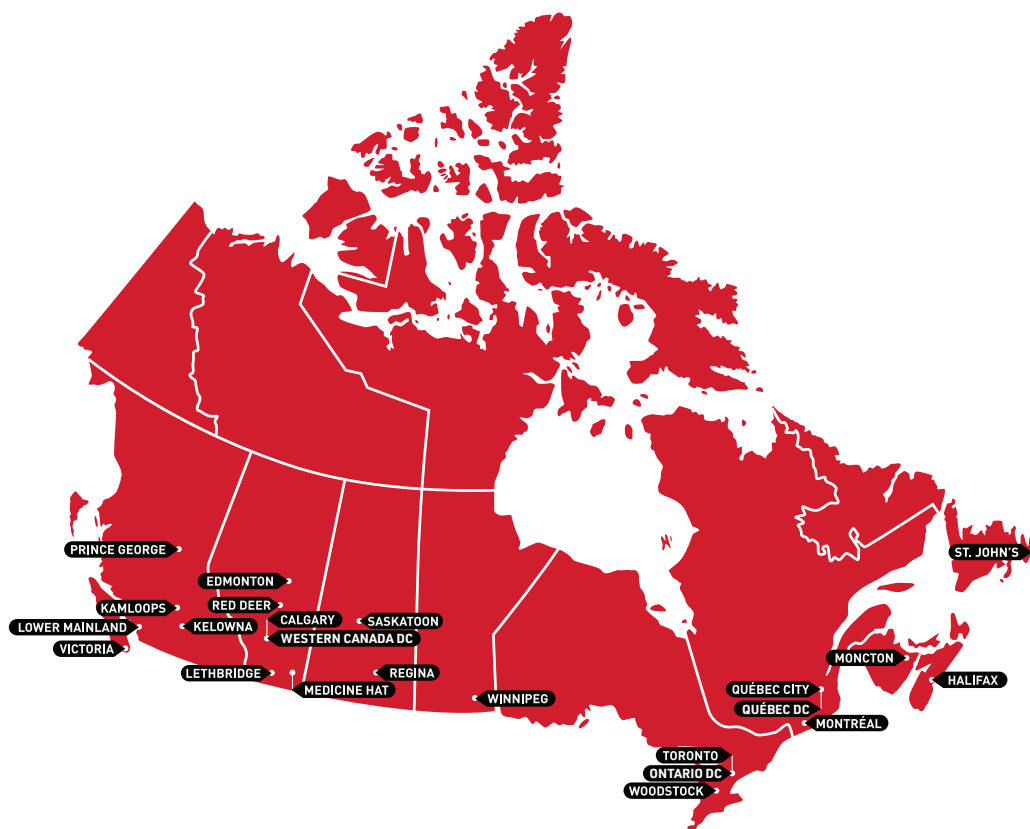 PRINCE GEORGE
ST. JOHN'S
EDMONTON
RED DEER
KAMLOOPS
CALGARY
SASKATOON
LOWER MAINLAND
KELOWNA
WESTERN CANADA DC
VICTORIA
MONCTON
LETHBRIDGE
REGINA
HALIFAX
MEDICINE HAT
QUÉBEC CITY
WINNIPEG
QUÉBEC DC
MONTRÉAL
TORONTO
ONTARIO DC
WOODSTOCK